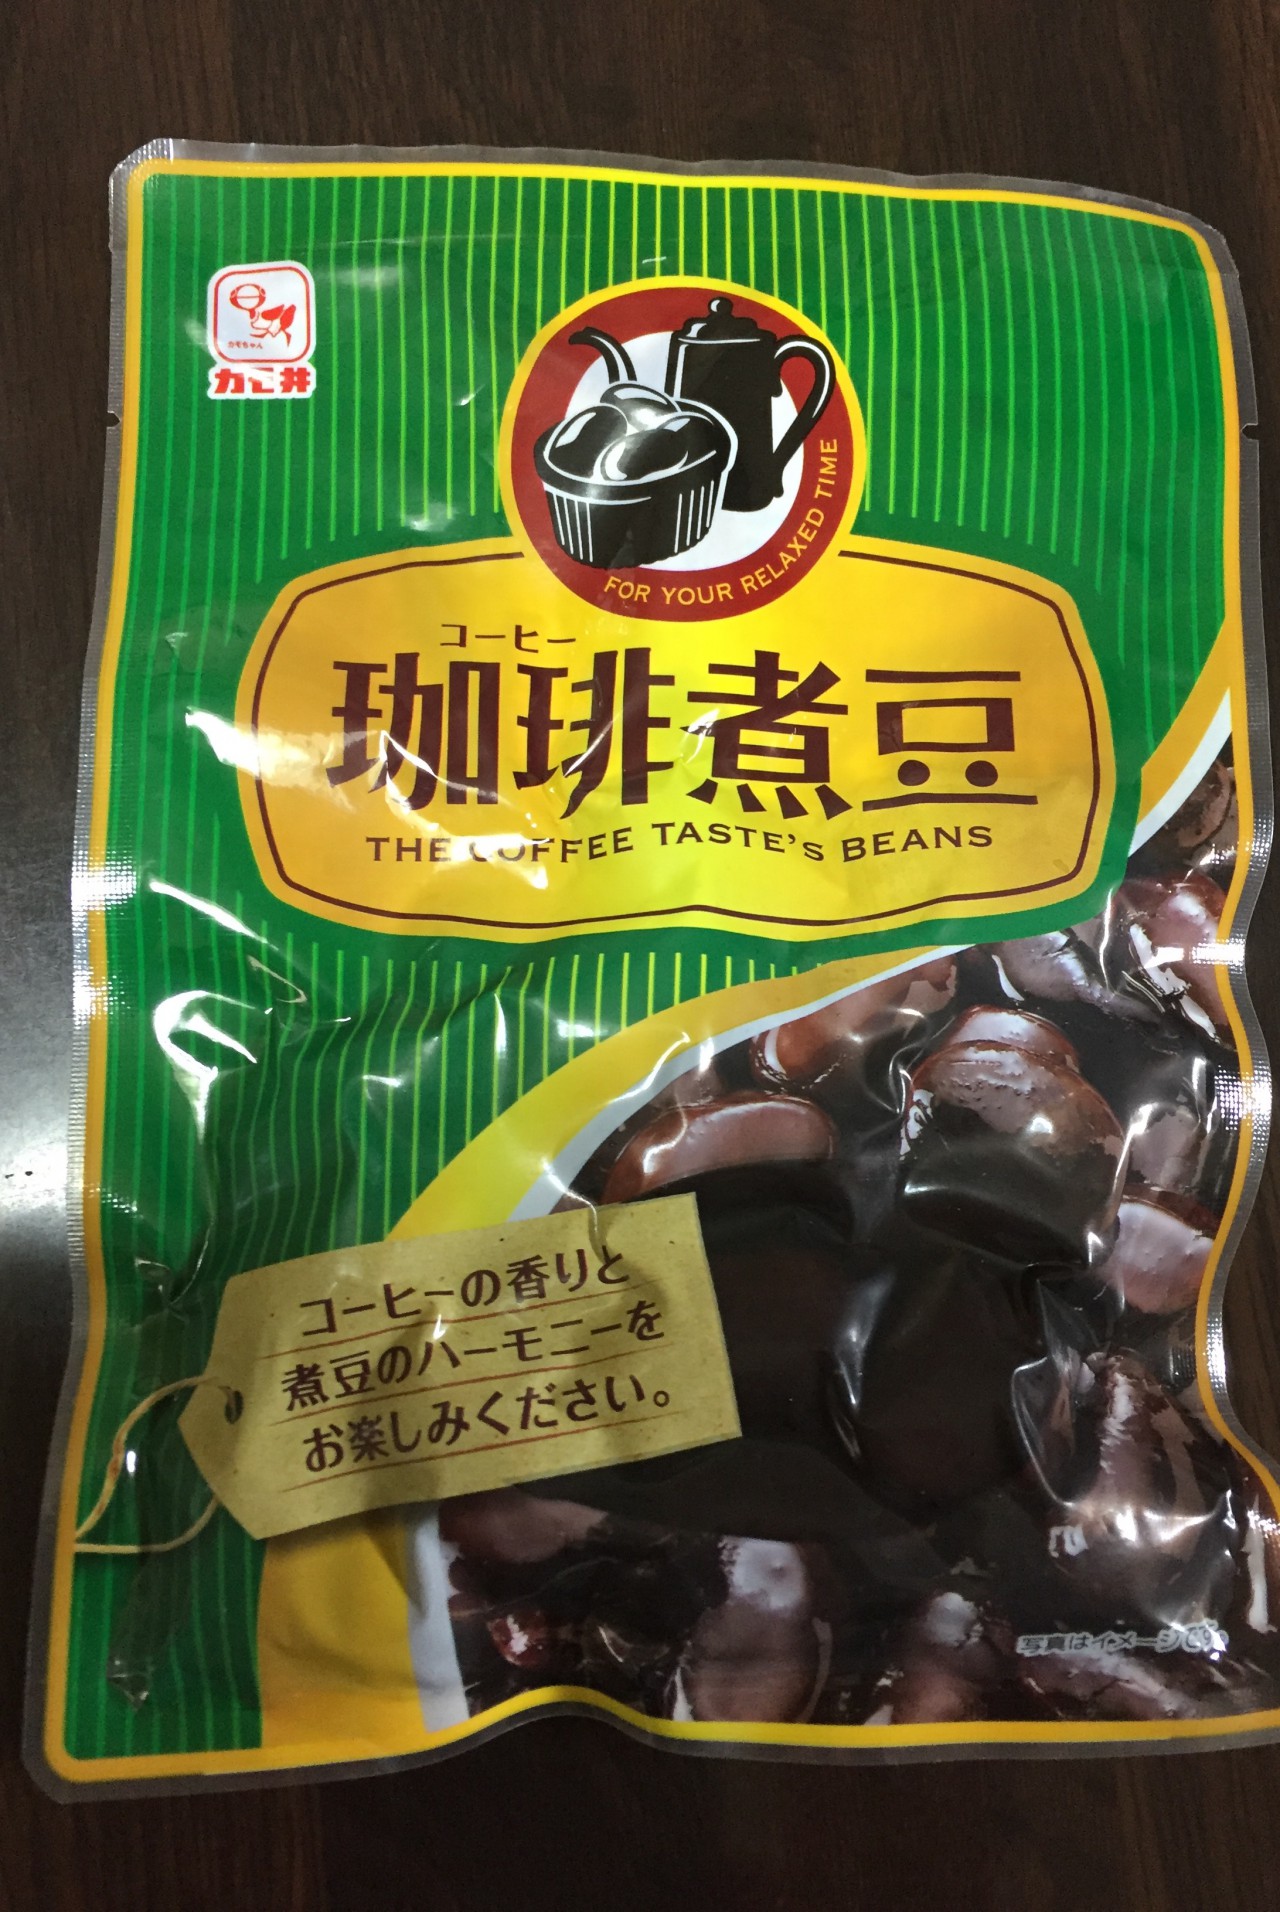 カモちゃん
カモ井
FOR YOUR RELAXED TIME
コーヒー
珈琲煮豆
THE COFFEE TASTE'S BEANS
コーヒーの香りと
煮豆のハーモニーを
お楽しみください。
写真はイメージです。